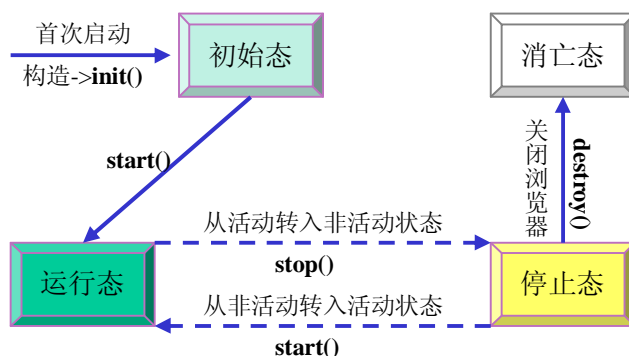 首次启动
构造->init()
初始态
消亡态
start()
关闭浏览器
destroy()
从活动转入非活动状态
stop()
运行态
停止态
从非活动转入活动状态
start()